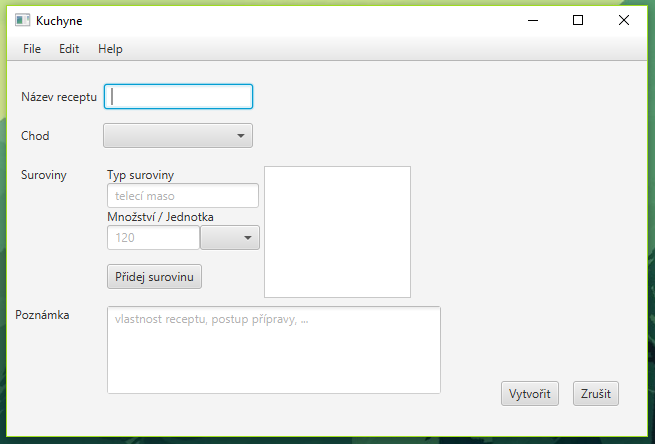 Kuchyne
File Edit Help
Název receptu
Chod
Suroviny
Typ suroviny
telecí maso
Množství / Jednotka
120
Přidej surovinu
Poznámka
vlastnost receptu, postup přípravy, ...
Vytvořit Zrušit